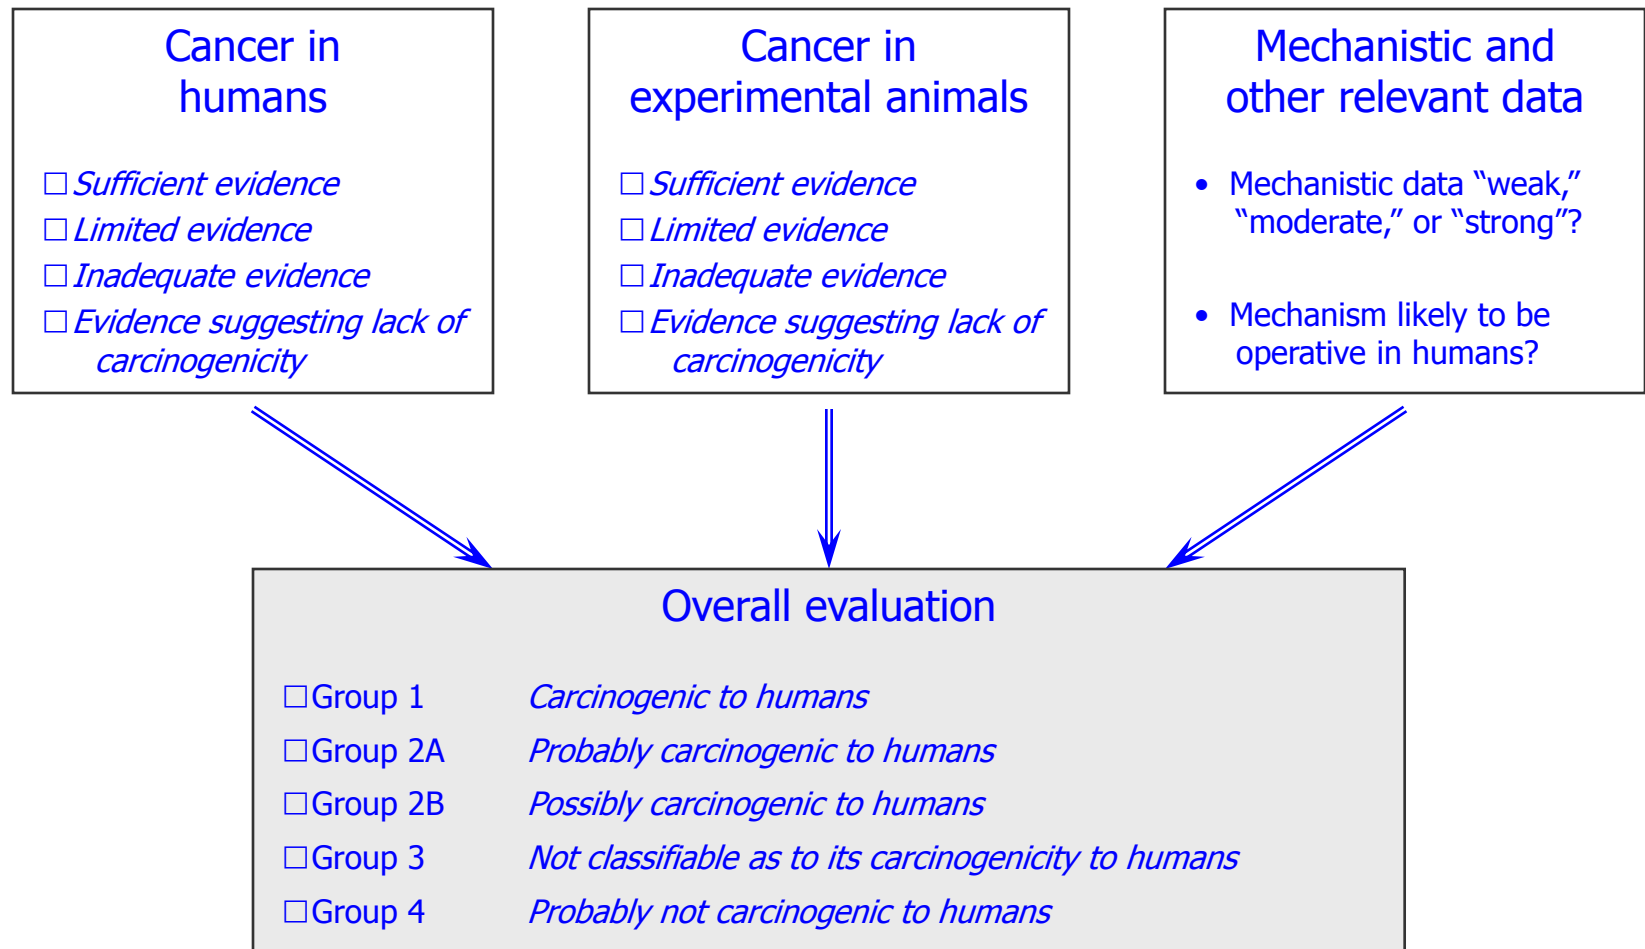 Cancer in
humans
☐ Sufficient evidence
☐ Limited evidence
☐ Inadequate evidence
☐ Evidence suggesting lack of
carcinogenicity
Cancer in
experimental animals
☐ Sufficient evidence
☐ Limited evidence
☐ Inadequate evidence
☐ Evidence suggesting lack of
carcinogenicity
Mechanistic and
other relevant data
• Mechanistic data “weak,”
“moderate,” or “strong”?
• Mechanism likely to be
operative in humans?
Overall evaluation
☐ Group 1 Carcinogenic to humans
☐ Group 2A Probably carcinogenic to humans
☐ Group 2B Possibly carcinogenic to humans
☐ Group 3 Not classifiable as to its carcinogenicity to humans
☐ Group 4 Probably not carcinogenic to humans